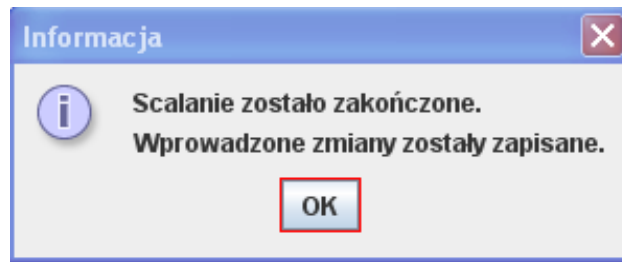 Informacja
Scalanie zostało zakończone.
Wprowadzone zmiany zostały zapisane.
OK